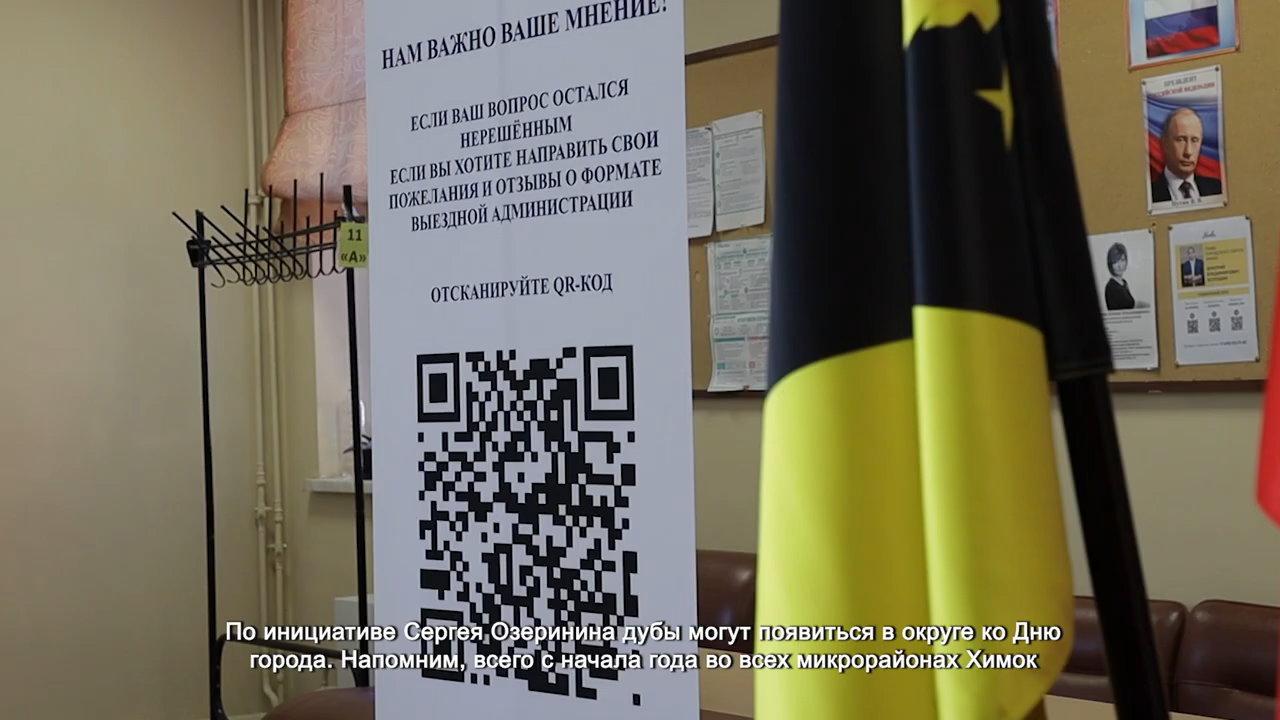 НАМ ВАЖНО ВАШЕ МНЕНИЕ!
ЕСЛИ ВАШ ВОПРОС ОСТАЛСЯ
НЕРЕШЁННЫМ
ЕСЛИ ВЫ ХОТИТЕ НАПРАВИТЬ СВОИ
ПОЖЕЛАНИЯ И ОТЗЫВЫ О ФОРМАТЕ
ВЫЕЗДНОЙ АДМИНИСТРАЦИИ
ОТСКАНИРУЙТЕ QR-КОД
11
«А»
ПРЕЗИДЕНТ
По инициативе Сергея Озеринина дубы могут появиться в округе ко Дню
города. Напомним, всего с начала года во всех микрорайонах Химок